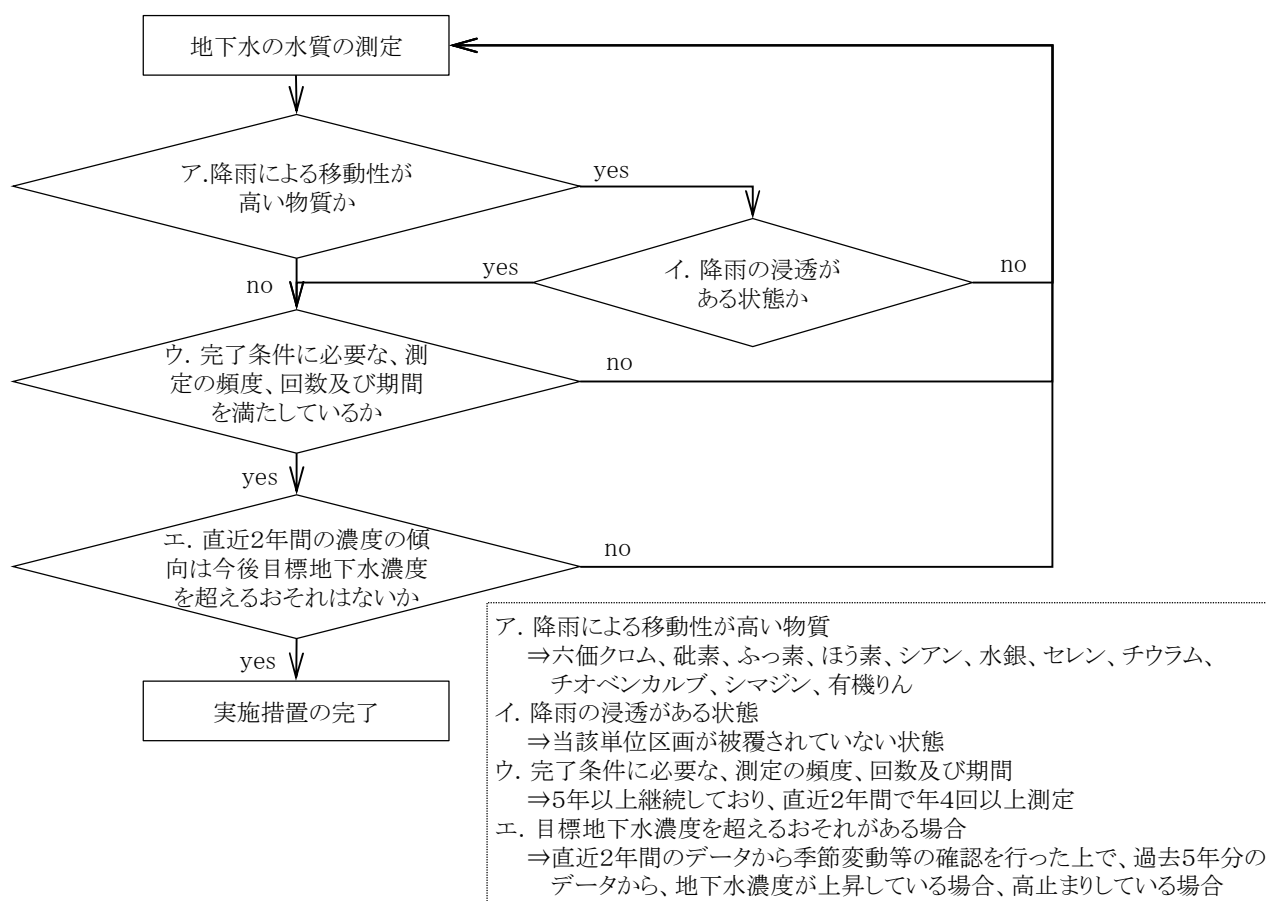 地下水の水質の測定
ア.降雨による移動性が
高い物質か
yes
no
イ. 降雨の浸透が
ある状態か
yes
no
ウ. 完了条件に必要な、測
定の頻度、回数及び期間
を満たしているか
no
yes
エ. 直近2年間の濃度の傾
向は今後目標地下水濃度
を超えるおそれはないか
no
yes
実施措置の完了
ア. 降雨による移動性が高い物質
⇒六価クロム、砒素、ふっ素、ほう素、シアン、水銀、セレン、チウラム、
チオベンカルブ、シマジン、有機りん
イ. 降雨の浸透がある状態
⇒当該単位区画が被覆されていない状態
ウ. 完了条件に必要な、測定の頻度、回数及び期間
⇒5年以上継続しており、直近2年間で年4回以上測定
エ. 目標地下水濃度を超えるおそれがある場合
⇒直近2年間のデータから季節変動等の確認を行った上で、過去5年分の
データから、地下水濃度が上昇している場合、高止まりしている場合